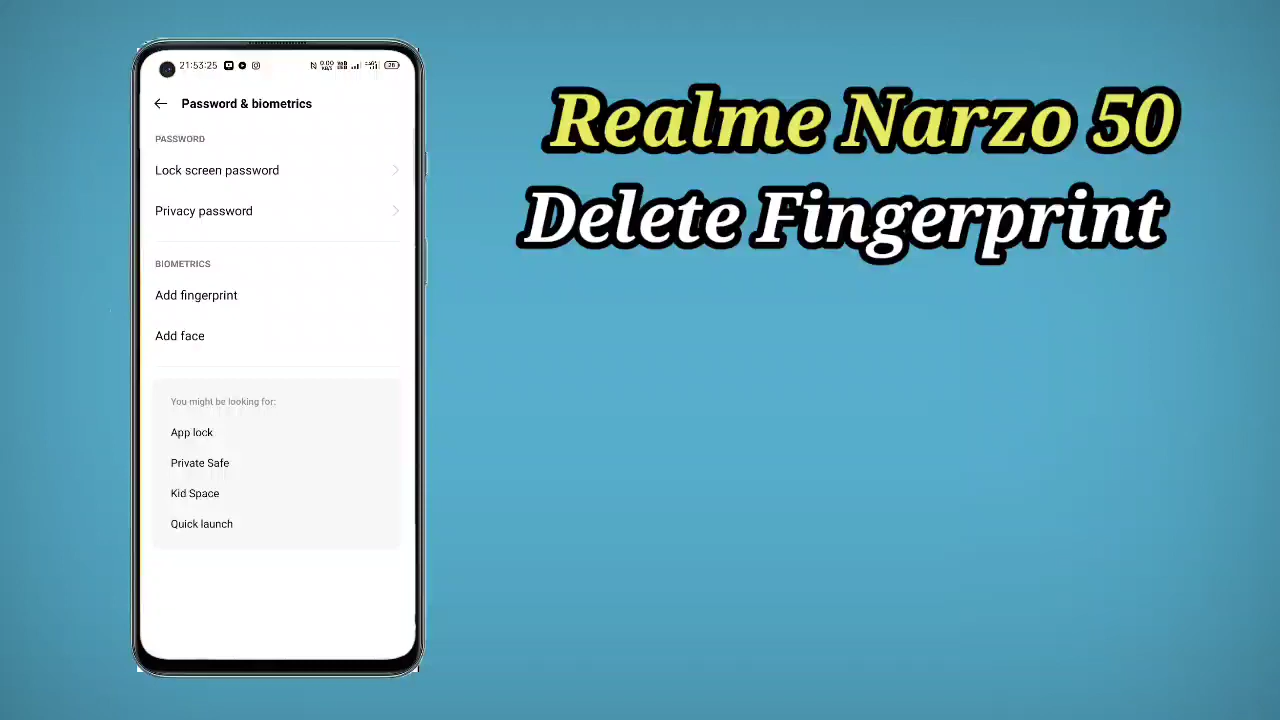 21:53:25
Password & biometrics
PASSWORD
Lock screen password
Privacy password
BIOMETRICS
Add fingerprint
Add face
You might be looking for:
App lock
Private Safe
Kid Space
Quick launch
Realme Narzo 50
Delete Fingerprint